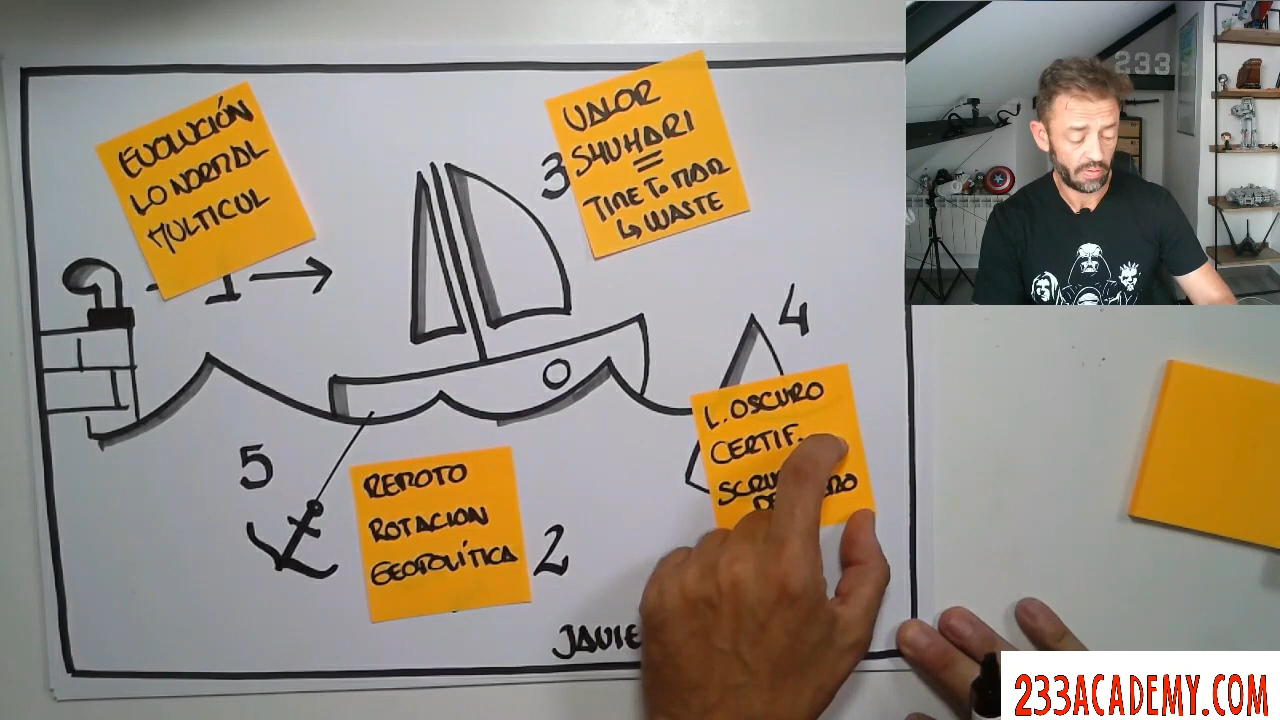 EVOLUCIÓN
LO NORMAL
MULTICUL
1
VALOR
SHUHARI
=
TIME TO MAR
↳ WASTE
3
4
L. OSCURO
CERTIF.
5
REMOTO
ROTACION
GEOPOLÍTICA
2
233
233ACADEMY.COM